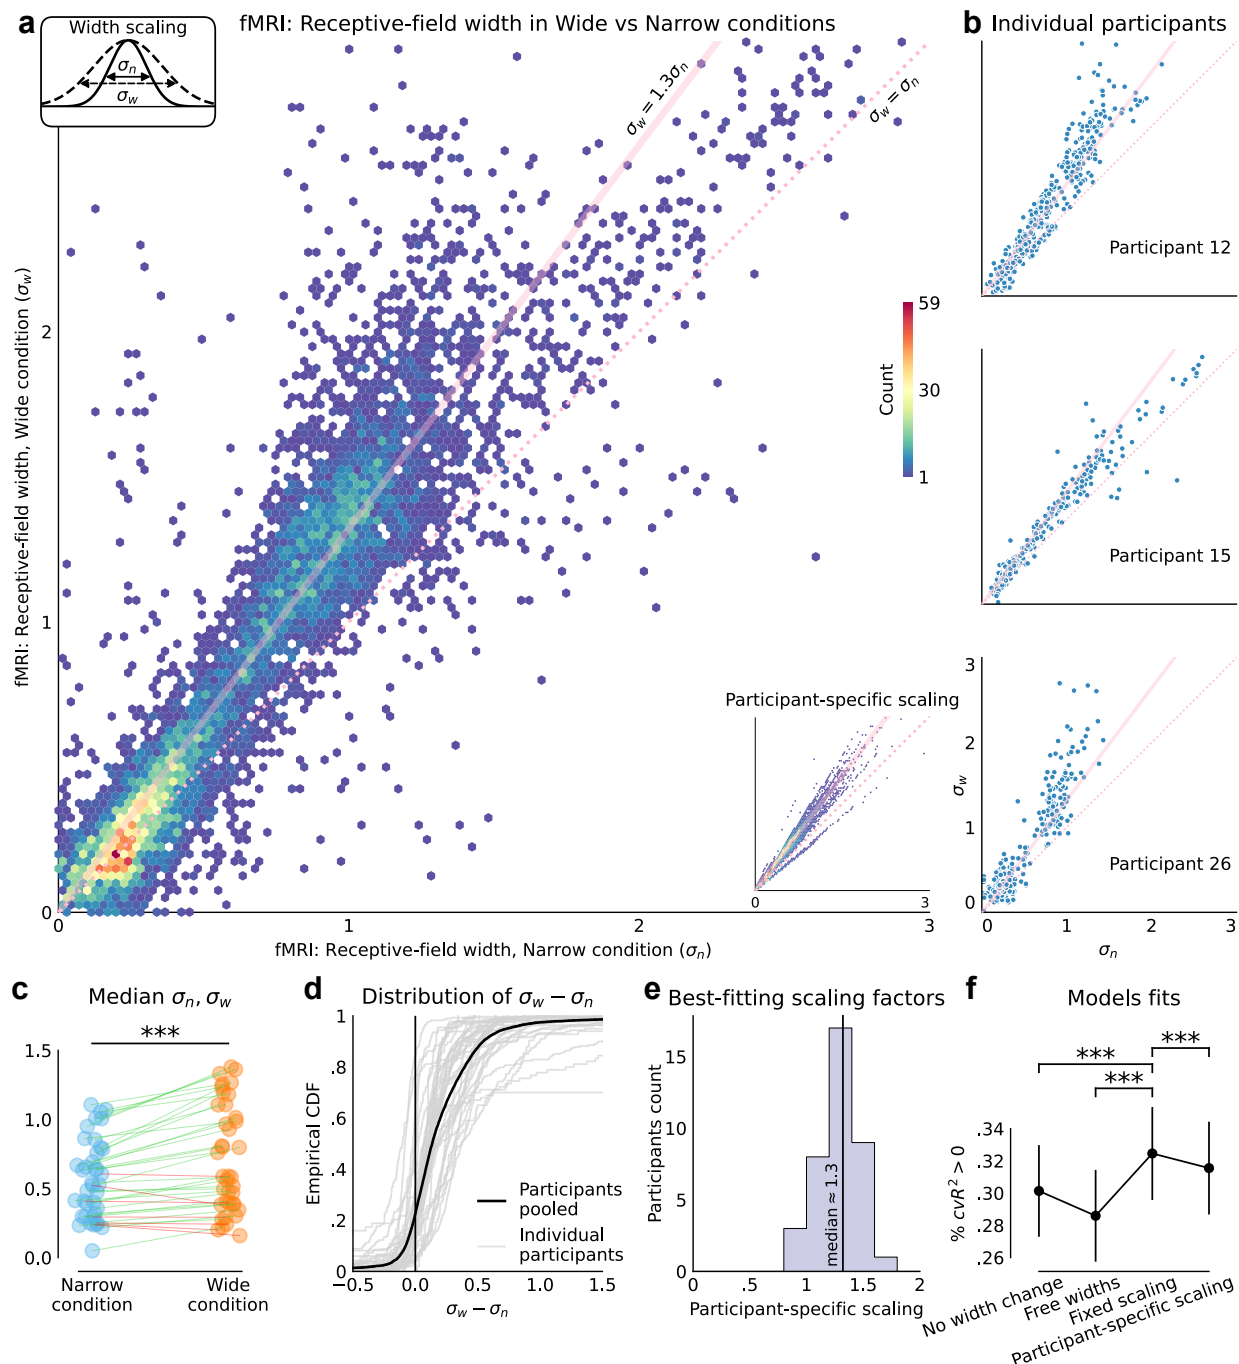 a
fMRI: Receptive-field width in Wide vs Narrow conditions
Width scaling
σn
σw
σw = 1.3σn
σw = σn
fMRI: Receptive-field width, Wide condition (σw)
2
1
0
0
1
2
3
fMRI: Receptive-field width, Narrow condition (σn)
Count
59
30
1
Participant-specific scaling
0
3
b
Individual participants
Participant 12
Participant 15
Participant 26
σw
3
2
1
0
0
1
2
3
σn
c
Median σn, σw
***
1.5
1.0
0.5
0.0
Narrow
condition
Wide
condition
d
Distribution of σw − σn
Empirical CDF
1
.8
.6
.4
.2
0
−0.5
0.0
0.5
1.0
1.5
σw − σn
Participants
pooled
Individual
participants
e
Best-fitting scaling factors
Participants count
15
10
5
0
0
.5
1
1.5
2
median ≈ 1.3
Participant-specific scaling
f
Models fits
***
***
***
% cvR² > 0
.34
.32
.30
.28
.26
No width change
Free widths
Fixed scaling
Participant-specific scaling